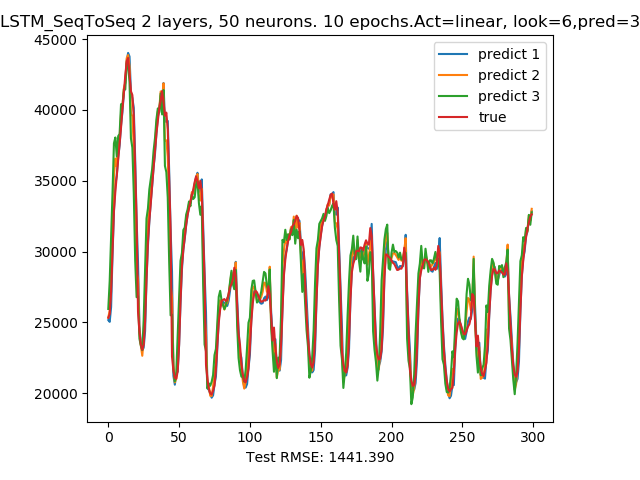 LSTM_SeqToSeq 2 layers, 50 neurons. 10 epochs.Act=linear, look=6,pred=3
predict 1
predict 2
predict 3
true
45000
40000
35000
30000
25000
20000
0 50 100 150 200 250 300
Test RMSE: 1441.390